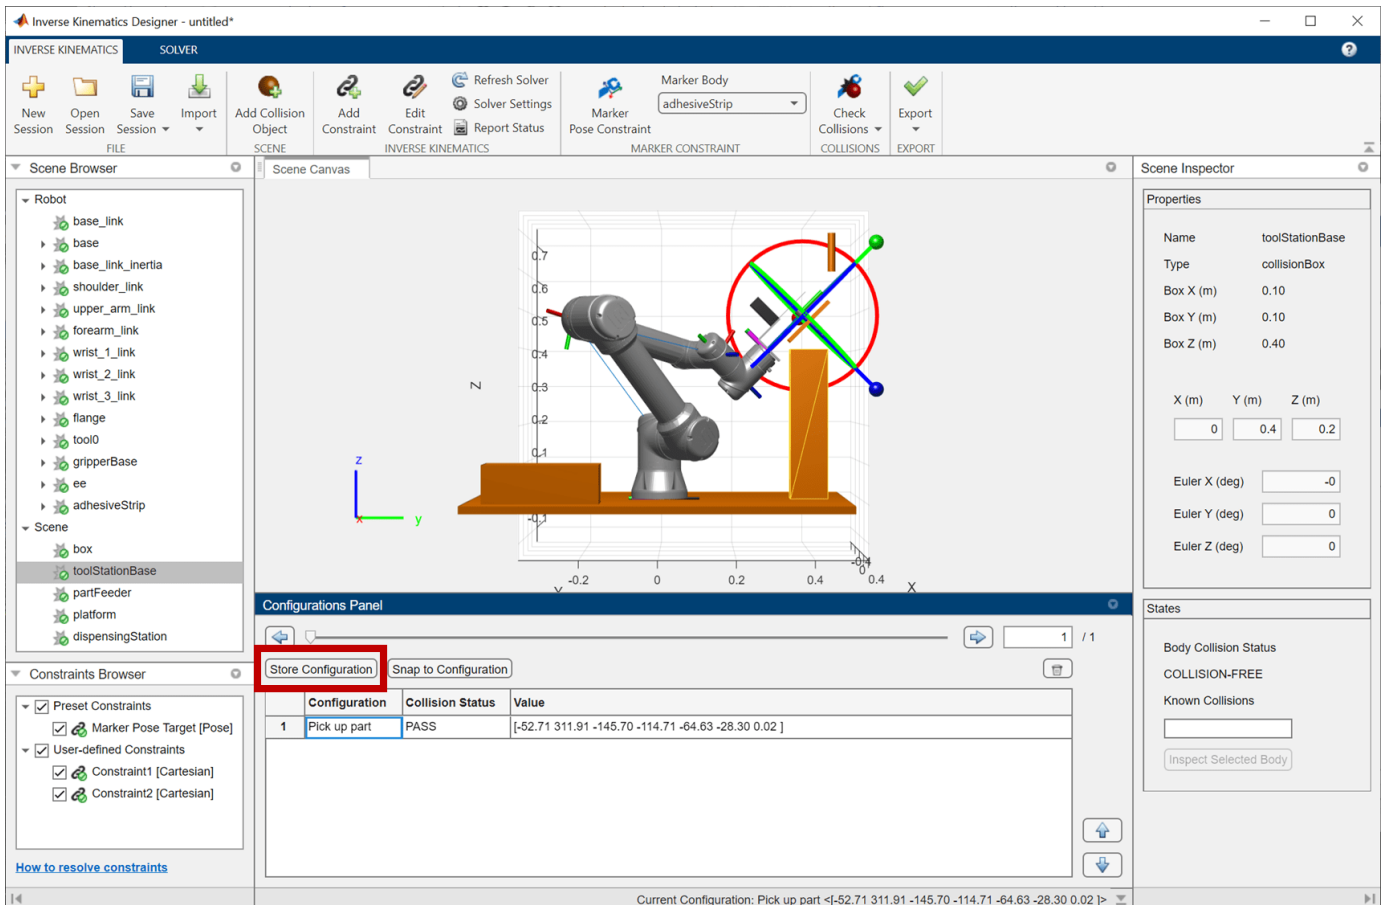 Inverse Kinematics Designer - untitled*
INVERSE KINEMATICS SOLVER
New Session
Open Session
Save Session
Import
FILE
Add Collision Object
SCENE
Add Constraint
Edit Constraint
Refresh Solver
Solver Settings
Report Status
INVERSE KINEMATICS
Marker Pose Constraint
Marker Body
adhesiveStrip
MARKER CONSTRAINT
Check Collisions
COLLISIONS
Export
EXPORT
Scene Browser
Robot
base_link
base
base_link_inertia
shoulder_link
upper_arm_link
forearm_link
wrist_1_link
wrist_2_link
wrist_3_link
flange
tool0
gripperBase
ee
adhesiveStrip
Scene
box
toolStationBase
partFeeder
platform
dispensingStation
Constraints Browser
Preset Constraints
Marker Pose Target [Pose]
User-defined Constraints
Constraint1 [Cartesian]
Constraint2 [Cartesian]
How to resolve constraints
Scene Canvas
0.7
0.6
0.5
0.4
0.3
0.2
0.1
-0.1
Z
z
x
y
-0.2 0 0.2 0.4
-0.4
0
0.4
Y
X
Configurations Panel
1 / 1
Store Configuration Snap to Configuration
Configuration Collision Status Value
1 Pick up part PASS [-52.71 311.91 -145.70 -114.71 -64.63 -28.30 0.02 ]
Scene Inspector
Properties
Name toolStationBase
Type collisionBox
Box X (m) 0.10
Box Y (m) 0.10
Box Z (m) 0.40
X (m) Y (m) Z (m)
0 0.4 0.2
Euler X (deg) -0
Euler Y (deg) 0
Euler Z (deg) 0
States
Body Collision Status
COLLISION-FREE
Known Collisions
Inspect Selected Body
Current Configuration: Pick up part <[-52.71 311.91 -145.70 -114.71 -64.63 -28.30 0.02 ]>